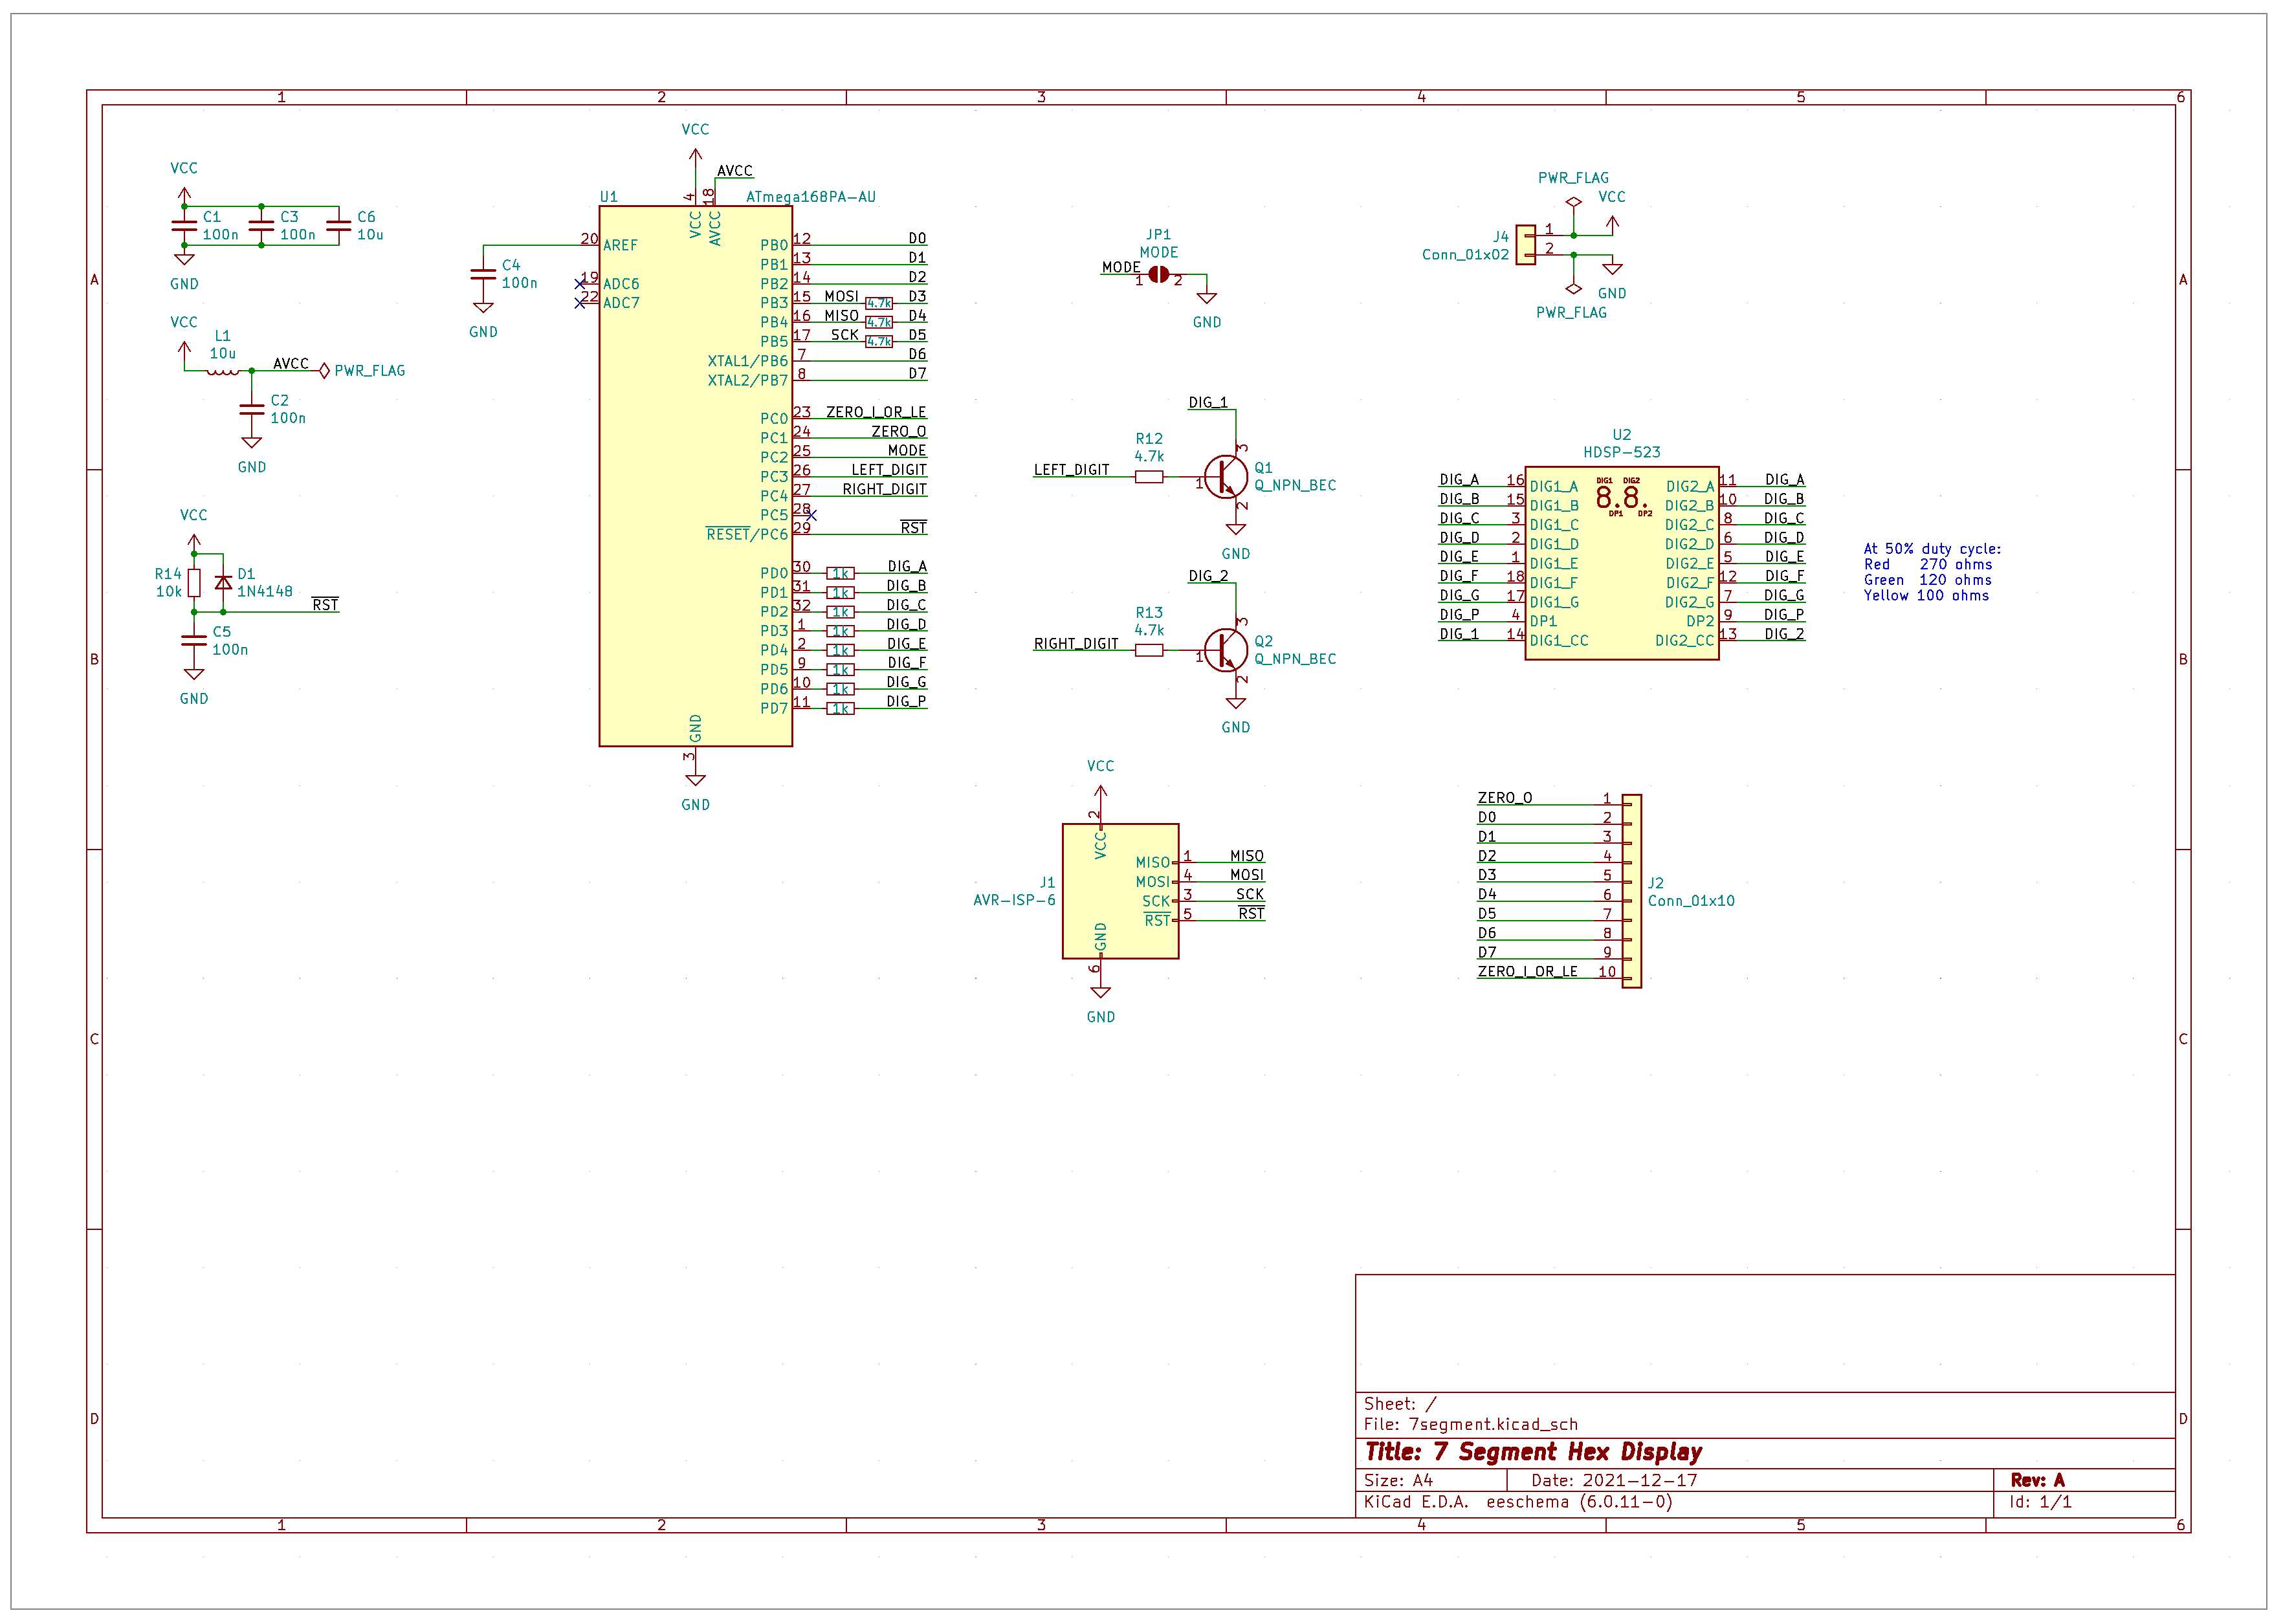 1 2 3 4 5 6
A
B
C
D
A
B
C
D
VCC
C1
100n
C3
100n
C6
10u
GND
VCC
L1
10u
AVCC
PWR_FLAG
C2
100n
GND
VCC
R14
10k
D1
1N4148
RST
C5
100n
GND
VCC
AVCC
U1
ATmega168PA-AU
4
18
VCC
AVCC
20 AREF
19 ADC6
22 ADC7
C4
100n
GND
PB0 12 D0
PB1 13 D1
PB2 14 D2
PB3 15 MOSI 4.7k D3
PB4 16 MISO 4.7k D4
PB5 17 SCK 4.7k D5
XTAL1/PB6 7 D6
XTAL2/PB7 8 D7
PC0 23 ZERO_I_OR_LE
PC1 24 ZERO_O
PC2 25 MODE
PC3 26 LEFT_DIGIT
PC4 27 RIGHT_DIGIT
PC5 28
RESET/PC6 29 RST
PD0 30 1k DIG_A
PD1 31 1k DIG_B
PD2 32 1k DIG_C
PD3 1 1k DIG_D
PD4 2 1k DIG_E
PD5 9 1k DIG_F
PD6 10 1k DIG_G
PD7 11 1k DIG_P
GND
3
GND
JP1
MODE
MODE
1 2
GND
DIG_1
R12
4.7k
LEFT_DIGIT
1
3
2
Q1
Q_NPN_BEC
GND
DIG_2
R13
4.7k
RIGHT_DIGIT
1
3
2
Q2
Q_NPN_BEC
GND
VCC
2
VCC
J1
AVR-ISP-6
MISO 1 MISO
MOSI 4 MOSI
SCK 3 SCK
RST 5 RST
GND
6
GND
PWR_FLAG
VCC
J4
Conn_01x02
1
2
GND
PWR_FLAG
U2
HDSP-523
DIG1 DIG2
8.8.
DP1 DP2
DIG_A 16 DIG1_A DIG2_A 11 DIG_A
DIG_B 15 DIG1_B DIG2_B 10 DIG_B
DIG_C 3 DIG1_C DIG2_C 8 DIG_C
DIG_D 2 DIG1_D DIG2_D 6 DIG_D
DIG_E 1 DIG1_E DIG2_E 5 DIG_E
DIG_F 18 DIG1_F DIG2_F 12 DIG_F
DIG_G 17 DIG1_G DIG2_G 7 DIG_G
DIG_P 4 DP1 DP2 9 DIG_P
DIG_1 14 DIG1_CC DIG2_CC 13 DIG_2
At 50% duty cycle:
Red 270 ohms
Green 120 ohms
Yellow 100 ohms
ZERO_O 1
D0 2
D1 3
D2 4
D3 5
D4 6
D5 7
D6 8
D7 9
ZERO_I_OR_LE 10
J2
Conn_01x10
Sheet: /
File: 7segment.kicad_sch
Title: 7 Segment Hex Display
Size: A4 Date: 2021-12-17 Rev: A
KiCad E.D.A. eeschema (6.0.11-0) Id: 1/1
1 2 3 4 5 6